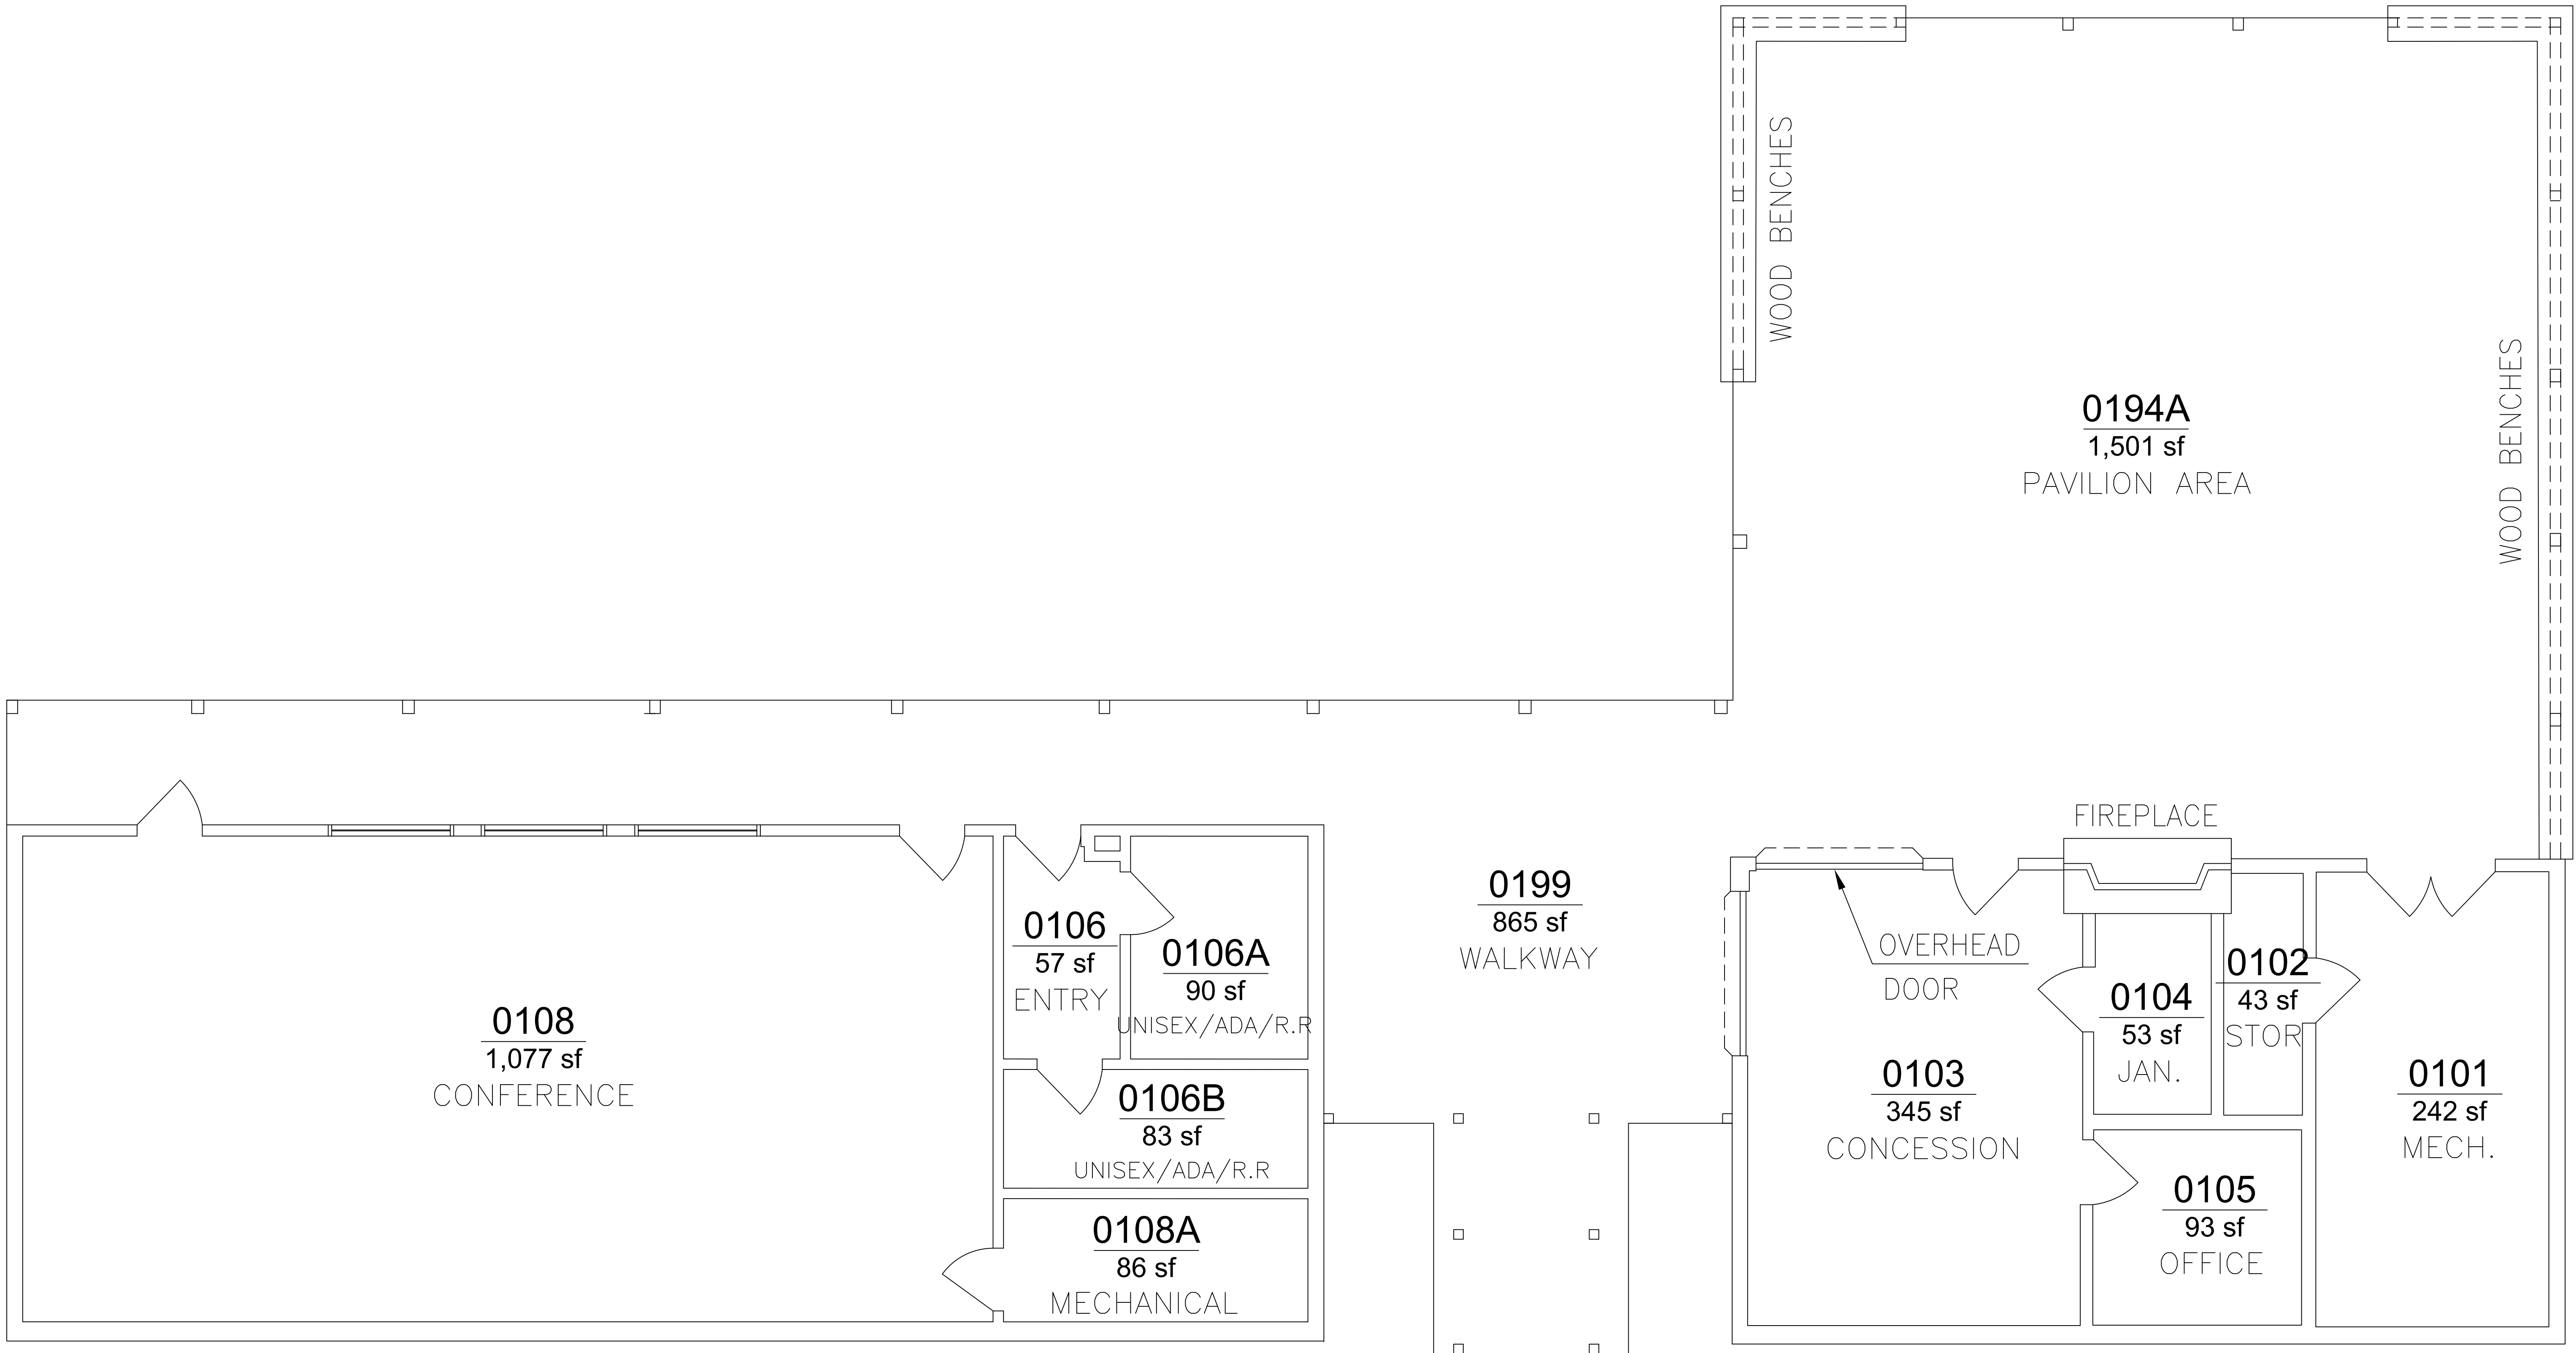 WOOD BENCHES
WOOD BENCHES
0194A
1,501 sf
PAVILION AREA
FIREPLACE
0199
865 sf
WALKWAY
OVERHEAD
DOOR
0106
57 sf
ENTRY
0106A
90 sf
UNISEX/ADA/R.R
0108
1,077 sf
CONFERENCE
0106B
83 sf
UNISEX/ADA/R.R
0108A
86 sf
MECHANICAL
0103
345 sf
CONCESSION
0104
53 sf
JAN.
0102
43 sf
STOR
0101
242 sf
MECH.
0105
93 sf
OFFICE